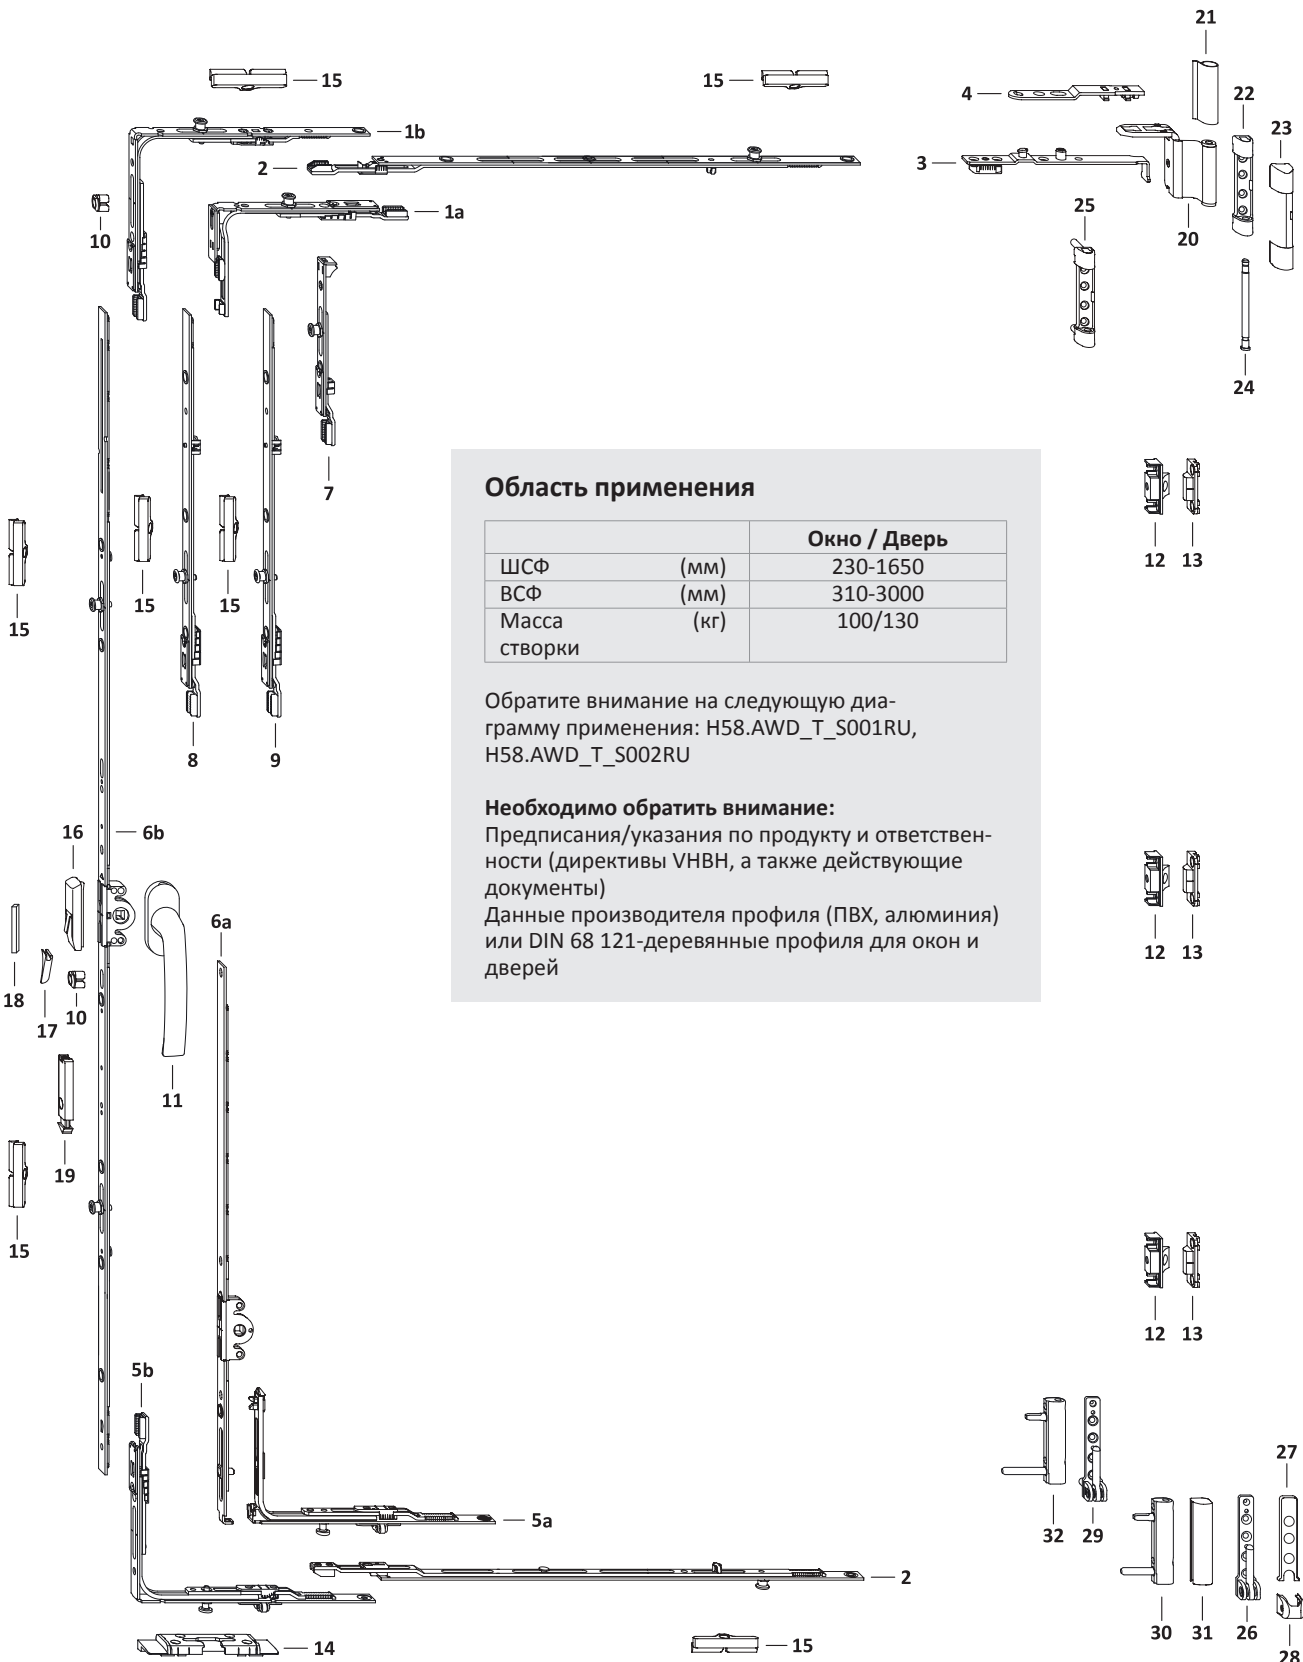 21
15
15
4
22
1b
23
2
3
10
1a
25
20
24
7
Область применения
Окно / Дверь
ШСФ (мм) 230-1650
ВСФ (мм) 310-3000
Масса (кг) 100/130
створки
Обратите внимание на следующую диа-
грамму применения: H58.AWD_T_S001RU,
H58.AWD_T_S002RU
Необходимо обратить внимание:
Предписания/указания по продукту и ответствен-
ности (директивы VHBH, а также действующие
документы)
Данные производителя профиля (ПВХ, алюминия)
или DIN 68 121-деревянные профиля для окон и
дверей
12 13
15
15
15
8
9
16
6b
6a
12 13
18
17
10
11
19
15
12 13
5b
27
5a
32
29
2
30
31
26
14
15
28